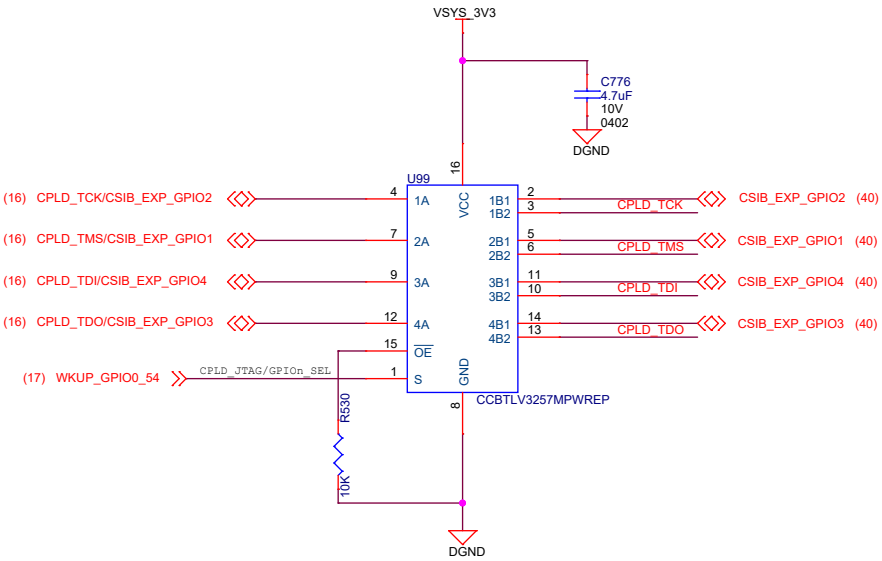 VSYS_3V3
C776
4.7uF
10V
0402
DGND
16
U99
VCC
(16) CPLD_TCK/CSIB_EXP_GPIO2 4 1A 1B1 2 CSIB_EXP_GPIO2 (40)
1B2 3 CPLD_TCK
(16) CPLD_TMS/CSIB_EXP_GPIO1 7 2A 2B1 5 CSIB_EXP_GPIO1 (40)
2B2 6 CPLD_TMS
(16) CPLD_TDI/CSIB_EXP_GPIO4 9 3A 3B1 11 CSIB_EXP_GPIO4 (40)
3B2 10 CPLD_TDI
(16) CPLD_TDO/CSIB_EXP_GPIO3 12 4A 4B1 14 CSIB_EXP_GPIO3 (40)
4B2 13 CPLD_TDO
15 OE
(17) WKUP_GPIO0_54 CPLD_JTAG/GPIOn_SEL 1 S
GND
8
CCBTLV3257MPWREP
R530
10K
DGND